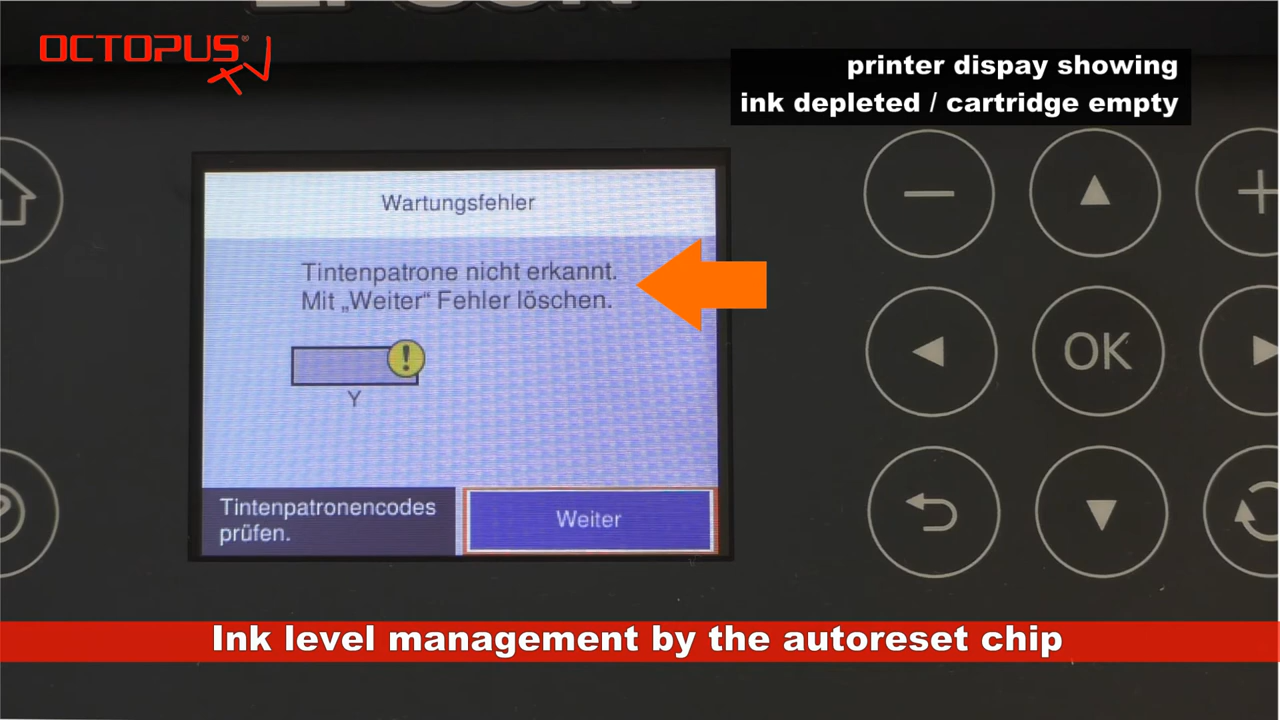 EPSON
OCTOPUS®
TV
printer dispay showing
ink depleted / cartridge empty
Wartungsfehler
Tintenpatrone nicht erkannt.
Mit „Weiter“ Fehler löschen.
!
Y
Tintenpatronencodes
prüfen.
Weiter
OK
Ink level management by the autoreset chip